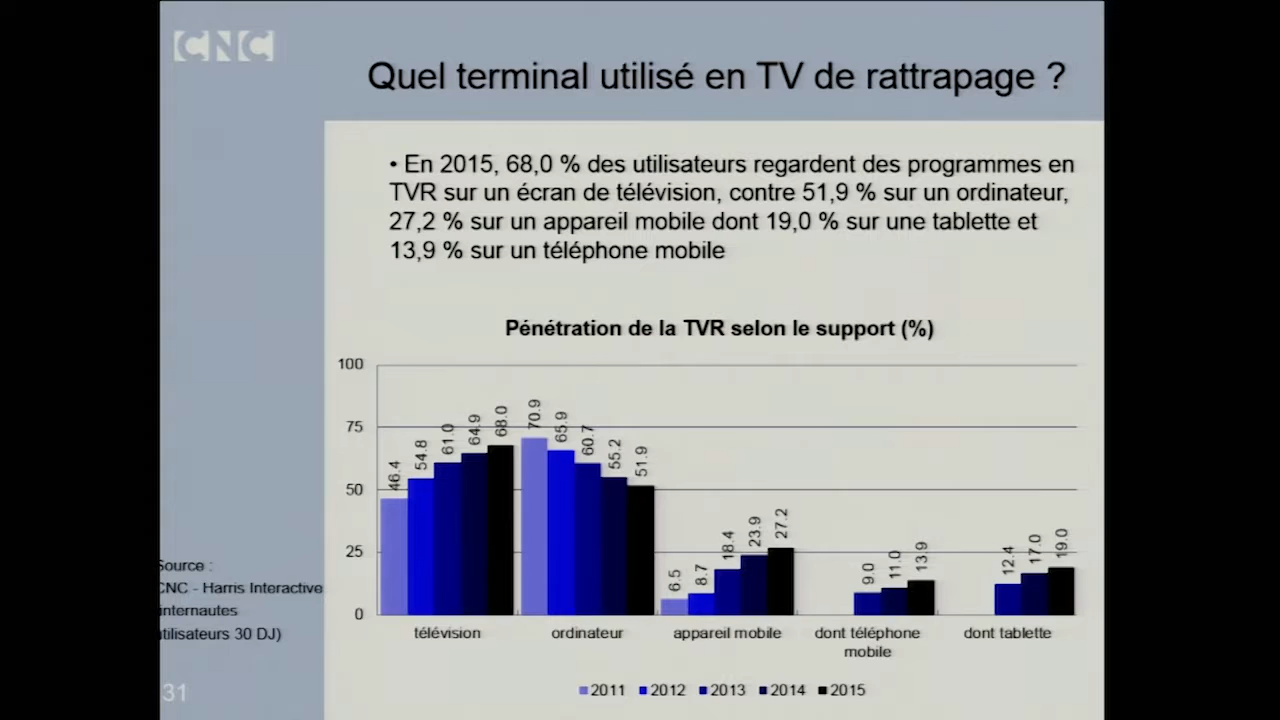 CNC
Quel terminal utilisé en TV de rattrapage ?
• En 2015, 68,0 % des utilisateurs regardent des programmes en
TVR sur un écran de télévision, contre 51,9 % sur un ordinateur,
27,2 % sur un appareil mobile dont 19,0 % sur une tablette et
13,9 % sur un téléphone mobile
Pénétration de la TVR selon le support (%)
100
75
50
25
0
46.4 54.8 61.0 64.9 68.0
70.9 65.9 60.7 55.2 51.9
6.5 8.7 18.4 23.9 27.2
9.0 11.0 13.9
12.4 17.0 19.0
télévision ordinateur appareil mobile dont téléphone dont tablette
mobile
2011 2012 2013 2014 2015
Source :
CNC - Harris Interactive
internautes
utilisateurs 30 DJ)
31